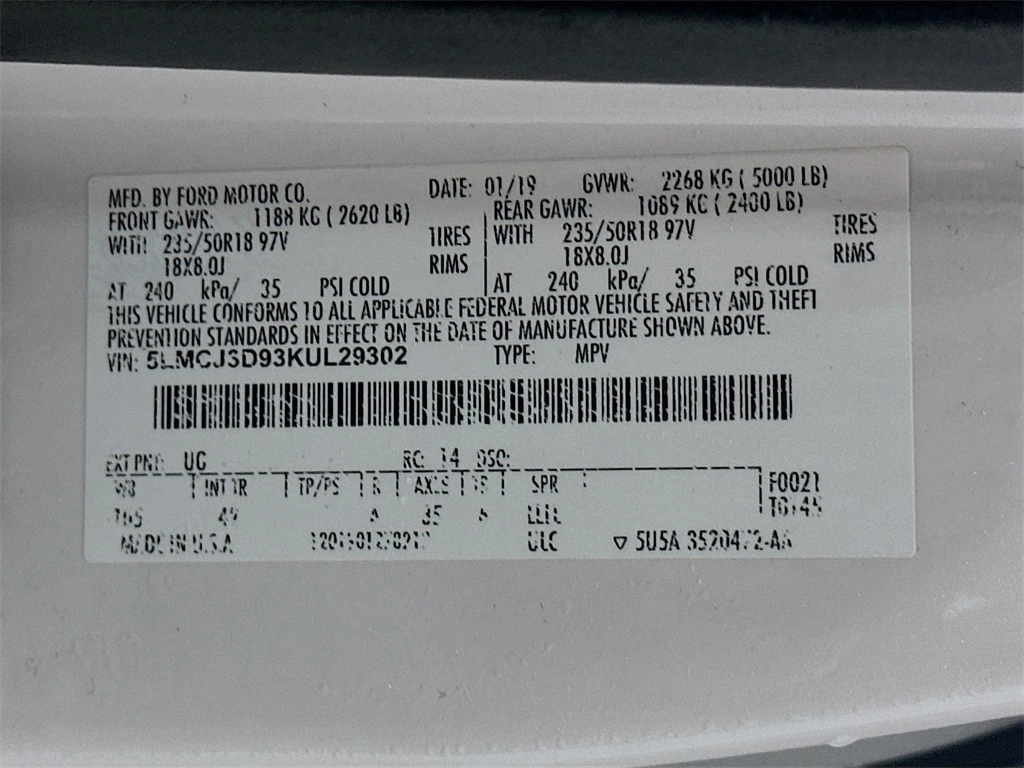 MFD. BY FORD MOTOR CO. DATE: 01/19 GVWR: 2268 KG ( 5000 LB)
FRONT GAWR: 1188 KG ( 2620 LB) REAR GAWR: 1089 KG ( 2400 LB)
WITH 235/50R18 97V TIRES WITH 235/50R18 97V TIRES
18X8.0J RIMS 18X8.0J RIMS
AT 240 kPa/ 35 PSI COLD AT 240 kPa/ 35 PSI COLD
THIS VEHICLE CONFORMS TO ALL APPLICABLE FEDERAL MOTOR VEHICLE SAFETY AND THEFT
PREVENTION STANDARDS IN EFFECT ON THE DATE OF MANUFACTURE SHOWN ABOVE.
VIN: 5LMCJ3D93KUL29302 TYPE: MPV
EXT PNT: UG RC: 14 DSO:
WB INT TR TP/PS R AXLE TR SPR F0021
49 A 35 A
MADE IN U.S.A. ULC ▽ 5U5A 3520472-AA